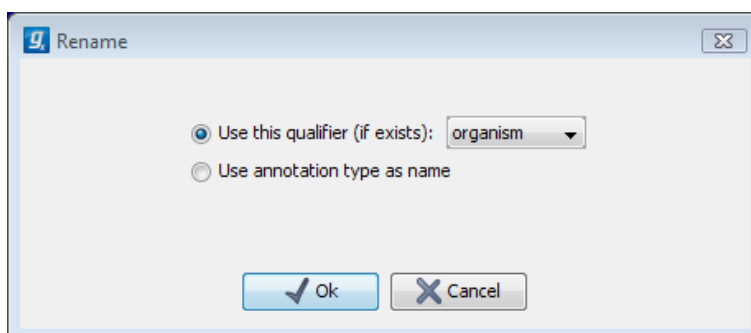 Rename
Use this qualifier (if exists): organism
Use annotation type as name
Ok Cancel